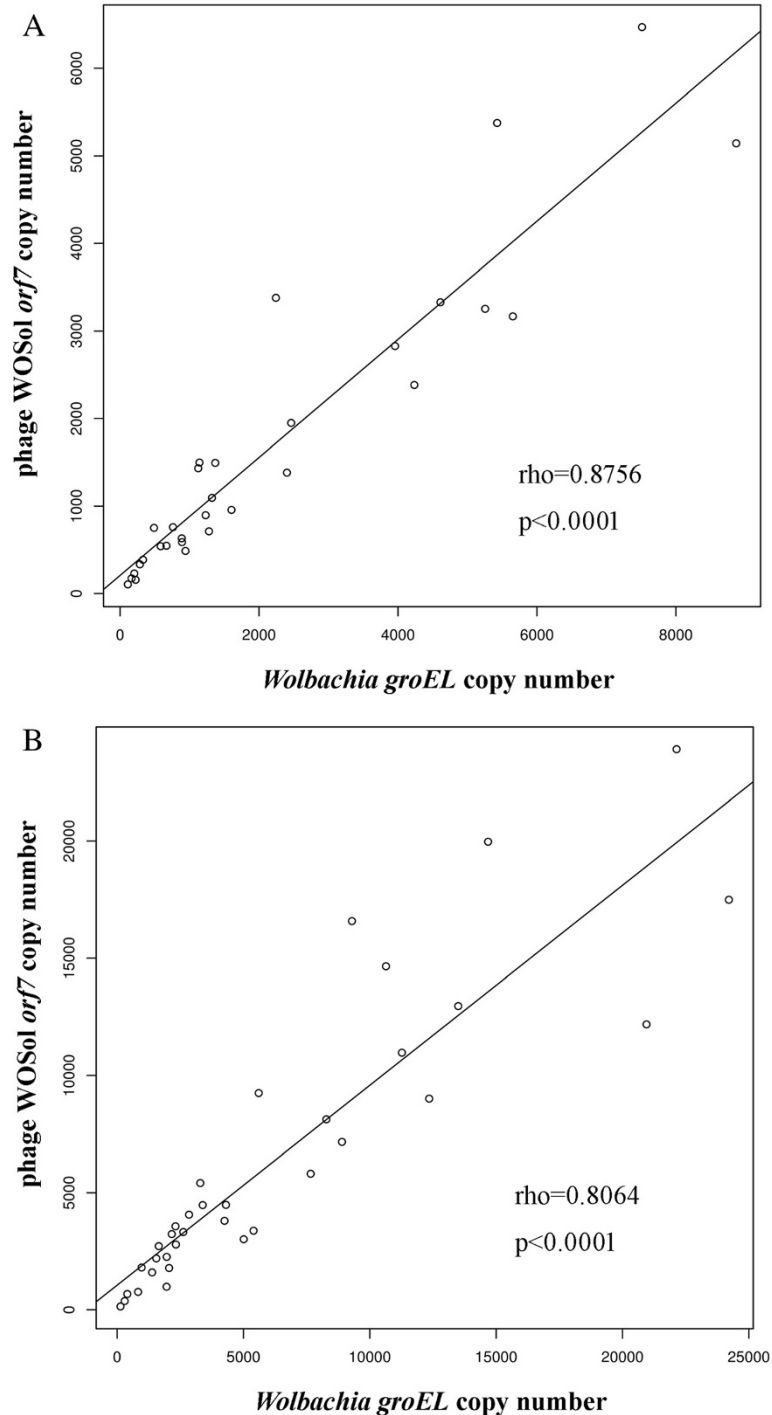 A
phage WOSol orf7 copy number
6000
5000
4000
3000
2000
1000
0
rho=0.8756
p<0.0001
0 2000 4000 6000 8000
Wolbachia groEL copy number
B
phage WOSol orf7 copy number
20000
15000
10000
5000
0
rho=0.8064
p<0.0001
0 5000 10000 15000 20000 25000
Wolbachia groEL copy number